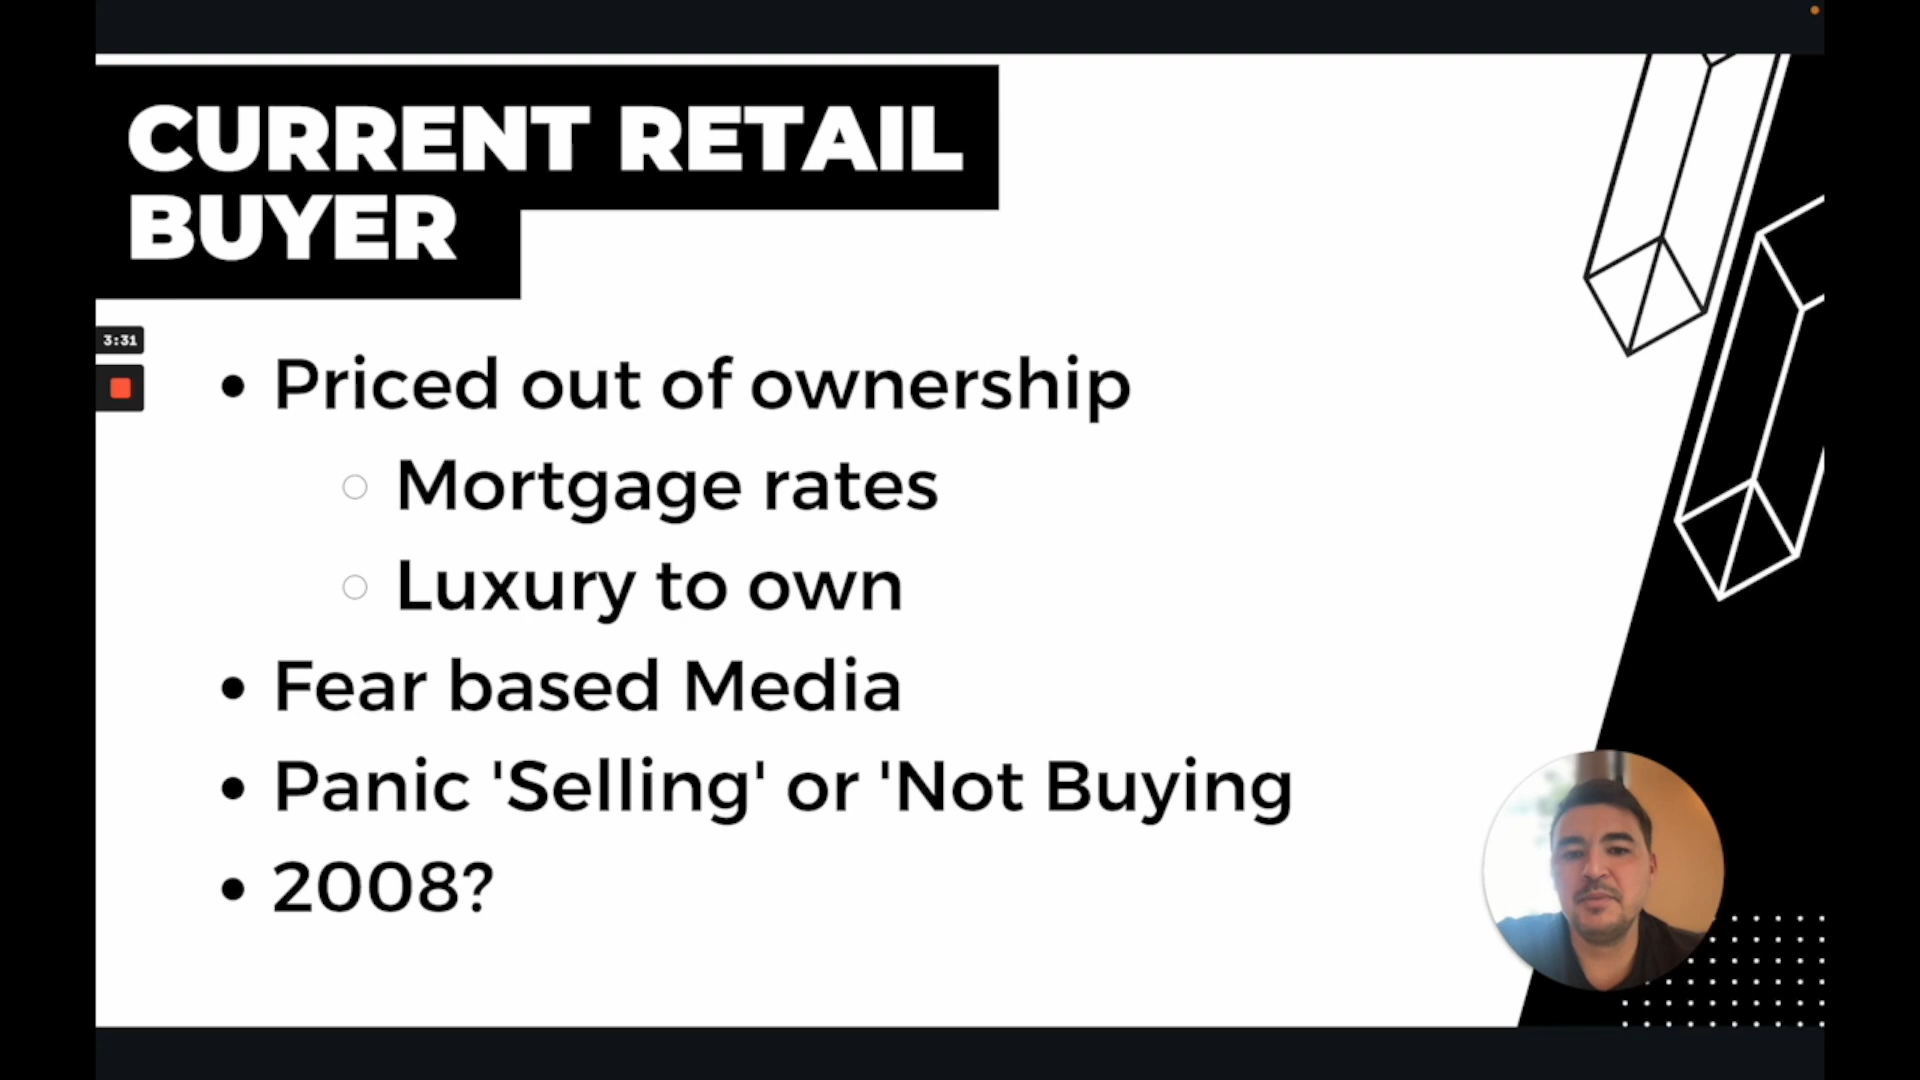 CURRENT RETAIL
BUYER
3:31
Priced out of ownership
Mortgage rates
Luxury to own
Fear based Media
Panic 'Selling' or 'Not Buying
2008?